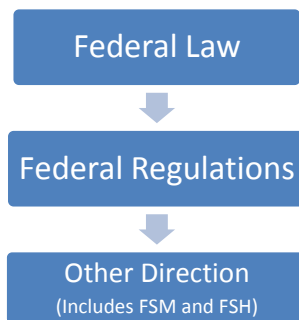 Federal Law
Federal Regulations
Other Direction
(Includes FSM and FSH)